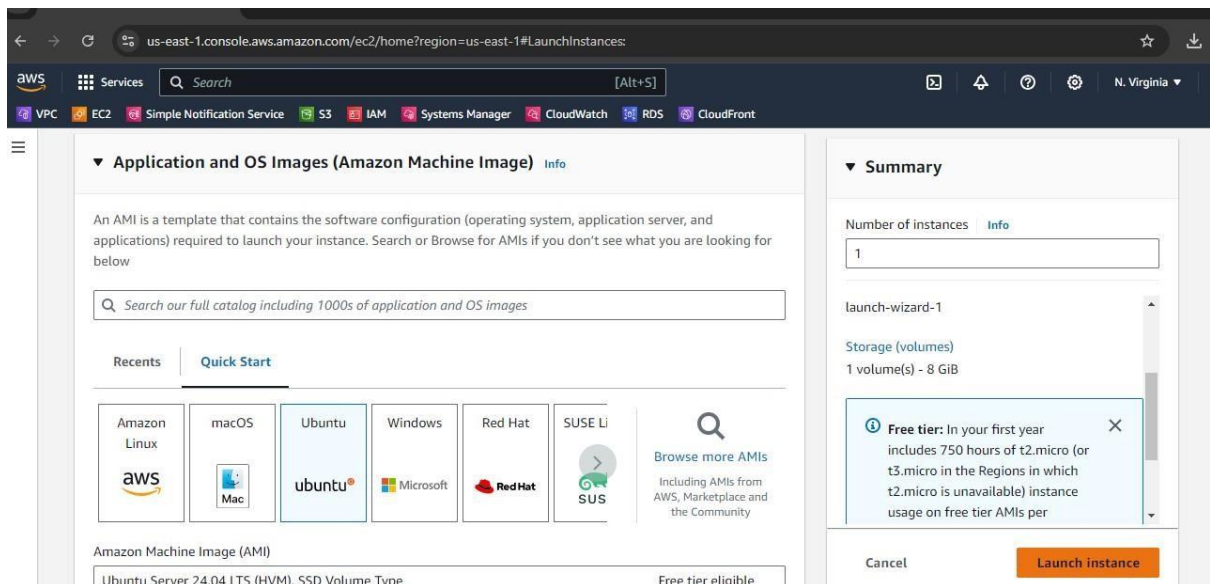 us-east-1.console.aws.amazon.com/ec2/home?region=us-east-1#LaunchInstances:
aws Services Search [Alt+S] N. Virginia
VPC EC2 Simple Notification Service S3 IAM Systems Manager CloudWatch RDS CloudFront
Application and OS Images (Amazon Machine Image) Info
An AMI is a template that contains the software configuration (operating system, application server, and
applications) required to launch your instance. Search or Browse for AMIs if you don't see what you are looking for
below
Search our full catalog including 1000s of application and OS images
Recents Quick Start
Amazon
Linux
aws
macOS
Mac
Ubuntu
ubuntu®
Windows
Microsoft
Red Hat
Red Hat
SUSE Li
SUS
Browse more AMIs
Including AMIs from
AWS, Marketplace and
the Community
Amazon Machine Image (AMI)
Ubuntu Server 24.04 LTS (HVM), SSD Volume Type Free tier eligible
Summary
Number of instances Info
1
launch-wizard-1
Storage (volumes)
1 volume(s) - 8 GiB
Free tier: In your first year
includes 750 hours of t2.micro (or
t3.micro in the Regions in which
t2.micro is unavailable) instance
usage on free tier AMIs per
Cancel Launch instance